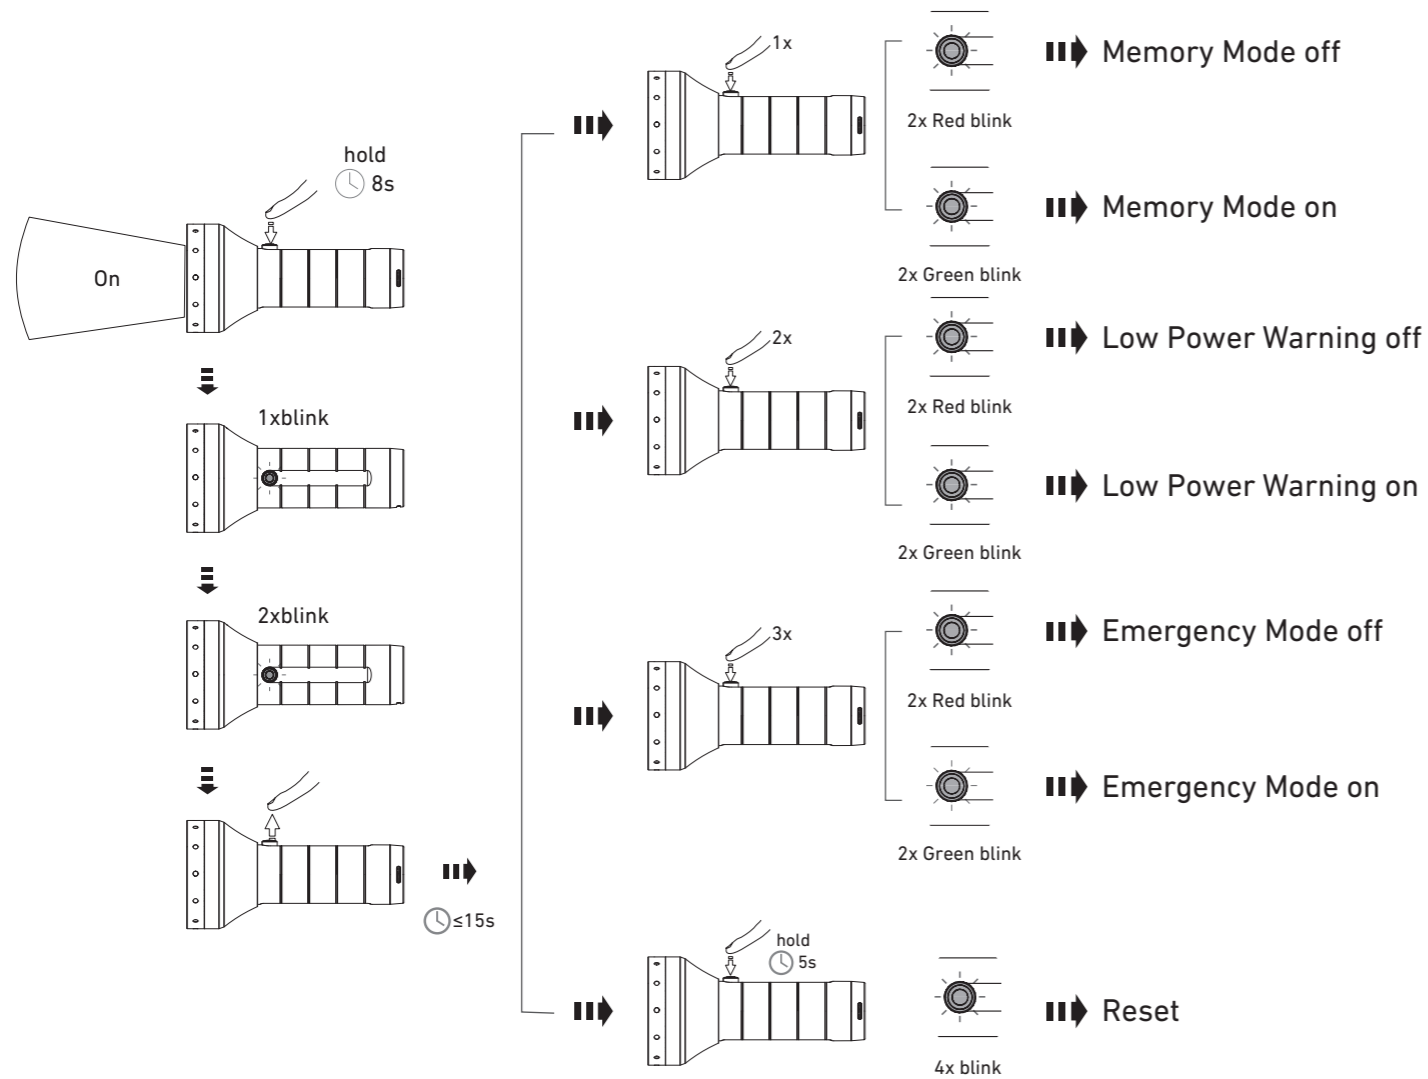 hold
8s
On
1xblink
2xblink
≤15s
1x
2x Red blink
Memory Mode off
2x Green blink
Memory Mode on
2x
2x Red blink
Low Power Warning off
2x Green blink
Low Power Warning on
3x
2x Red blink
Emergency Mode off
2x Green blink
Emergency Mode on
hold
5s
4x blink
Reset